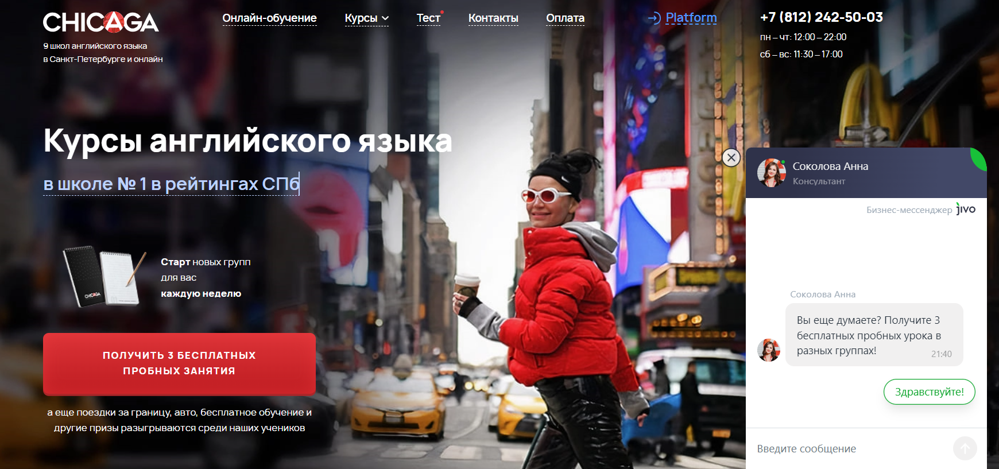 CHICAGA
9 школ английского языка
в Санкт-Петербурге и онлайн
Онлайн-обучение
Курсы
Тест
Контакты
Оплата
Platform
+7 (812) 242-50-03
пн – чт: 12:00 – 22:00
сб – вс: 11:30 – 17:00
Курсы английского языка
в школе № 1 в рейтингах СПб
CHICAGA
Старт новых групп
для вас
каждую неделю
ПОЛУЧИТЬ 3 БЕСПЛАТНЫХ
ПРОБНЫХ ЗАНЯТИЯ
а еще поездки за границу, авто, бесплатное обучение и
другие призы разыгрываются среди наших учеников
Соколова Анна
Консультант
Бизнес-мессенджер jivo
Соколова Анна
Вы еще думаете? Получите 3
бесплатных пробных урока в
разных группах!
21:40
Здравствуйте!
Введите сообщение